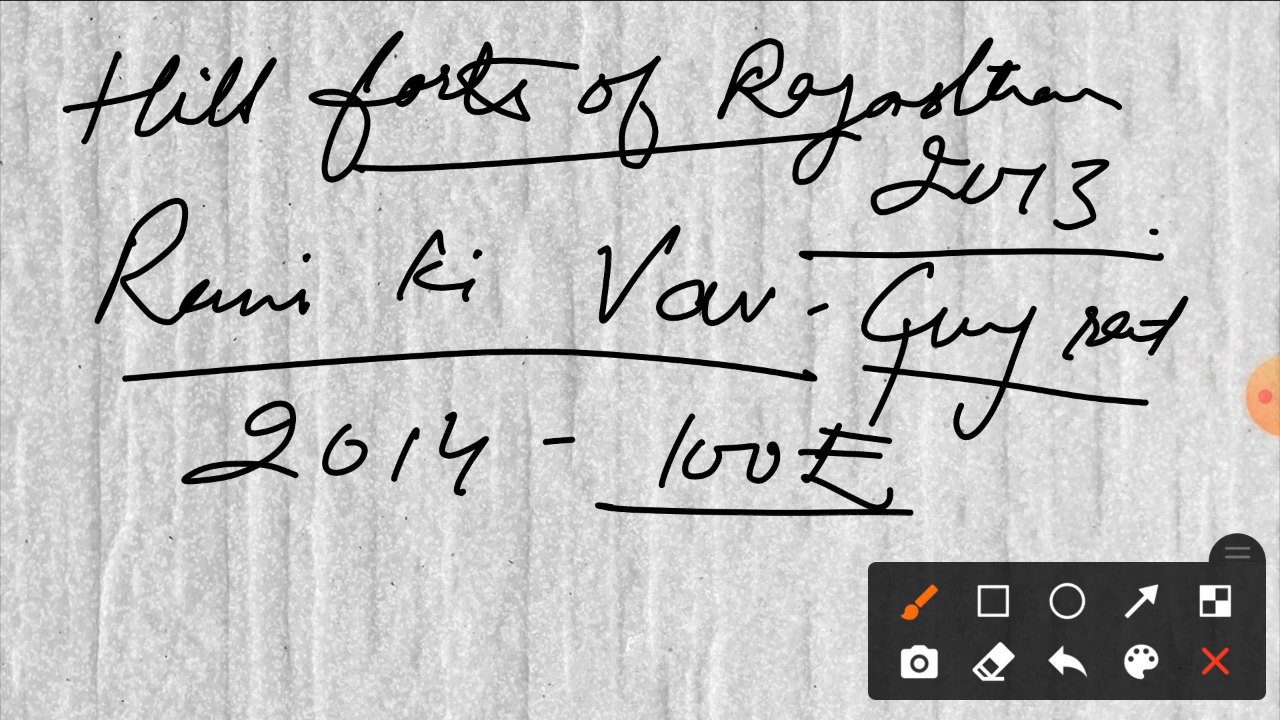 Hill forts of Rajasthan
2013.
Rani ki Vav - Gujrat
2014 - 100 ₹